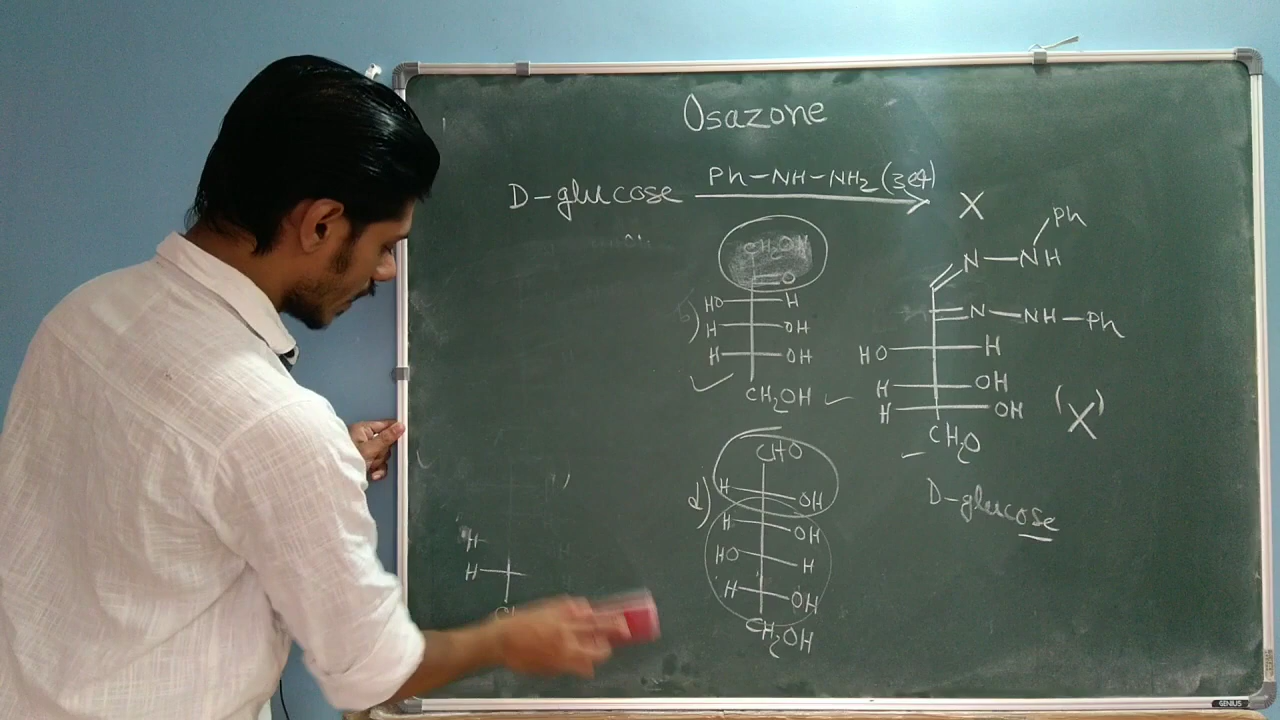 Osazone
D-glucose Ph-NH-NH2 (3eq) X
CH2OH
=O
HO H
b) H OH
H OH
CH2OH
Ph
N-NH
=N-NH-Ph
HO H
H OH
H OH (X)
CH2O
D-glucose
CHO
d) H OH
H OH
HO H
H OH
CH2OH
H
H
GENIUS